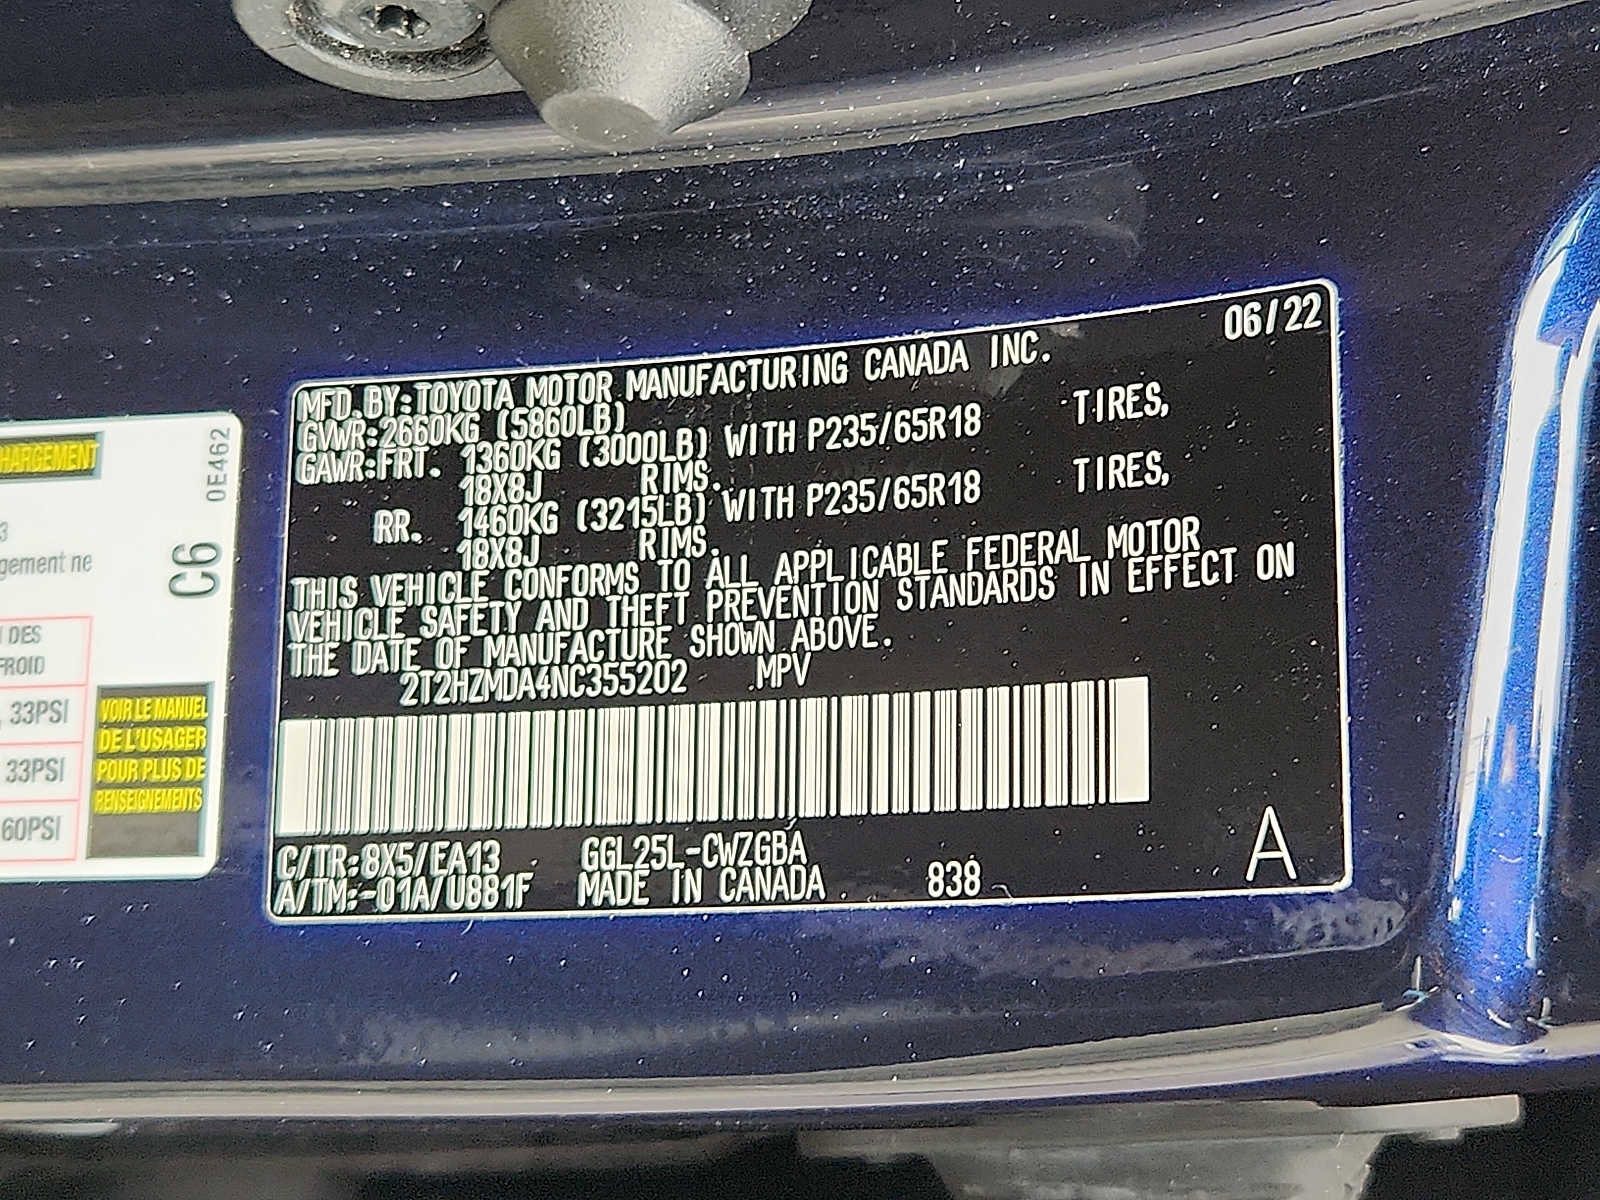 MFD.BY:TOYOTA MOTOR MANUFACTURING CANADA INC. 06/22
GVWR:2660KG (5860LB)
GAWR:FRT. 1360KG (3000LB) WITH P235/65R18 TIRES,
18X8J RIMS.
RR. 1460KG (3215LB) WITH P235/65R18 TIRES,
18X8J RIMS.
THIS VEHICLE CONFORMS TO ALL APPLICABLE FEDERAL MOTOR
VEHICLE SAFETY AND THEFT PREVENTION STANDARDS IN EFFECT ON
THE DATE OF MANUFACTURE SHOWN ABOVE.
2T2HZMDA4NC355202 MPV
C/TR:8X5/EA13 GGL25L-CWZGBA
A/TM:-01A/U881F MADE IN CANADA 838
A
HARGEMENT
0E462
C6
3
gement ne
DES
FROID
33PSI
33PSI
60PSI
VOIR LE MANUEL
DE L'USAGER
POUR PLUS DE
RENSEIGNEMENTS